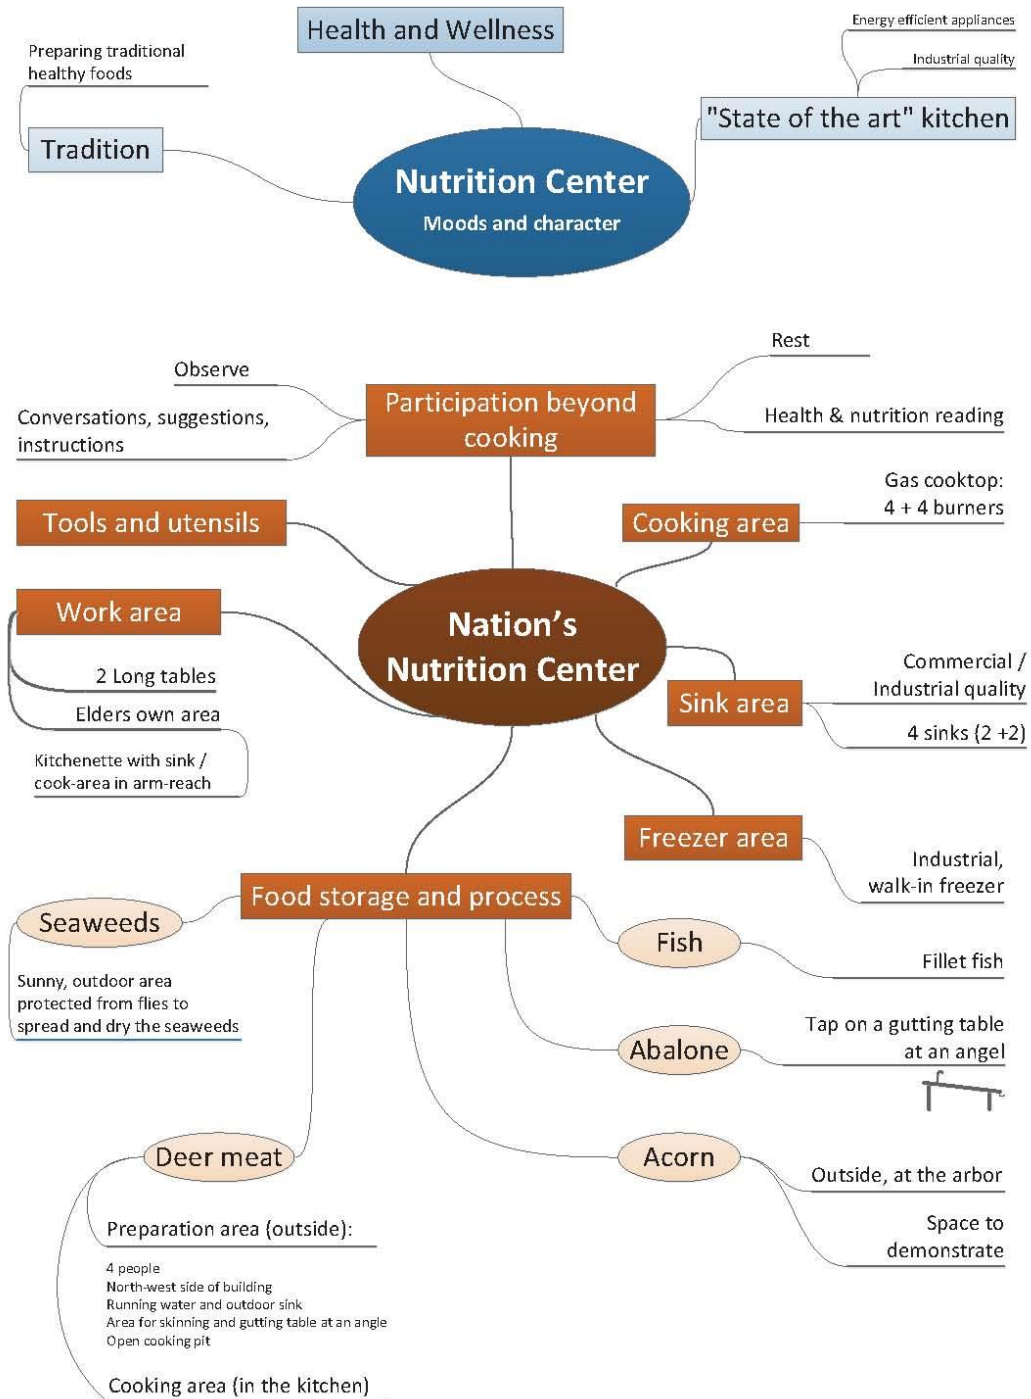 Health and Wellness
Energy efficient appliances
Industrial quality
"State of the art" kitchen
Preparing traditional
healthy foods
Tradition
Nutrition Center
Moods and character
Rest
Health & nutrition reading
Observe
Conversations, suggestions,
instructions
Participation beyond
cooking
Gas cooktop:
4 + 4 burners
Cooking area
Tools and utensils
Work area
2 Long tables
Elders own area
Kitchenette with sink /
cook-area in arm-reach
Nation's
Nutrition Center
Commercial /
Industrial quality
4 sinks (2 +2)
Sink area
Freezer area
Industrial,
walk-in freezer
Food storage and process
Seaweeds
Sunny, outdoor area
protected from flies to
spread and dry the seaweeds
Fish
Fillet fish
Abalone
Tap on a gutting table
at an angel
Acorn
Outside, at the arbor
Space to
demonstrate
Deer meat
Preparation area (outside):
4 people
North-west side of building
Running water and outdoor sink
Area for skinning and gutting table at an angle
Open cooking pit
Cooking area (in the kitchen)